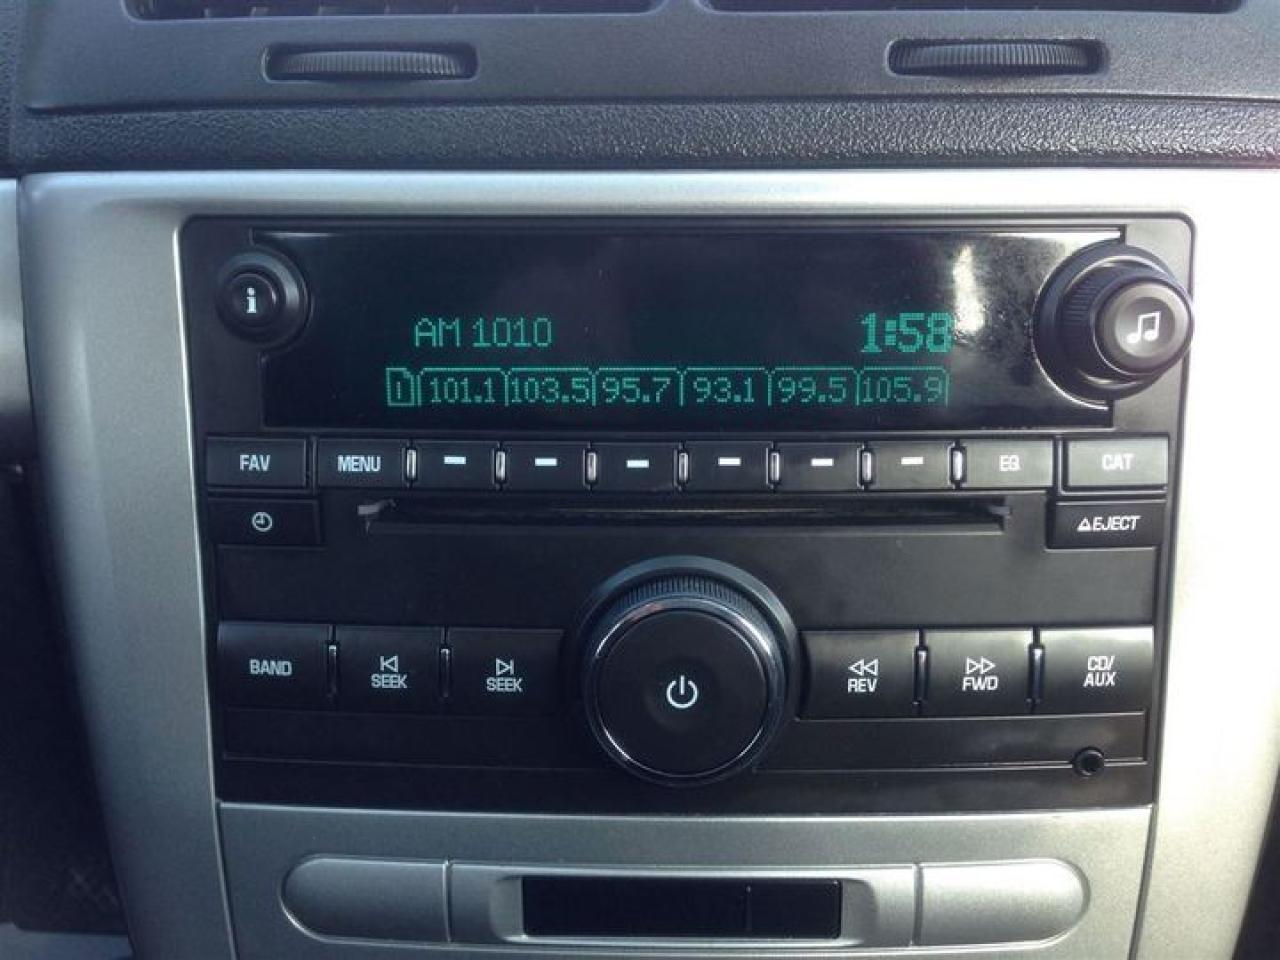 i
AM 1010 1:58
1 101.1 103.5 95.7 93.1 99.5 105.9
FAV MENU EQ CAT
EJECT
BAND SEEK SEEK REV FWD CD/
AUX